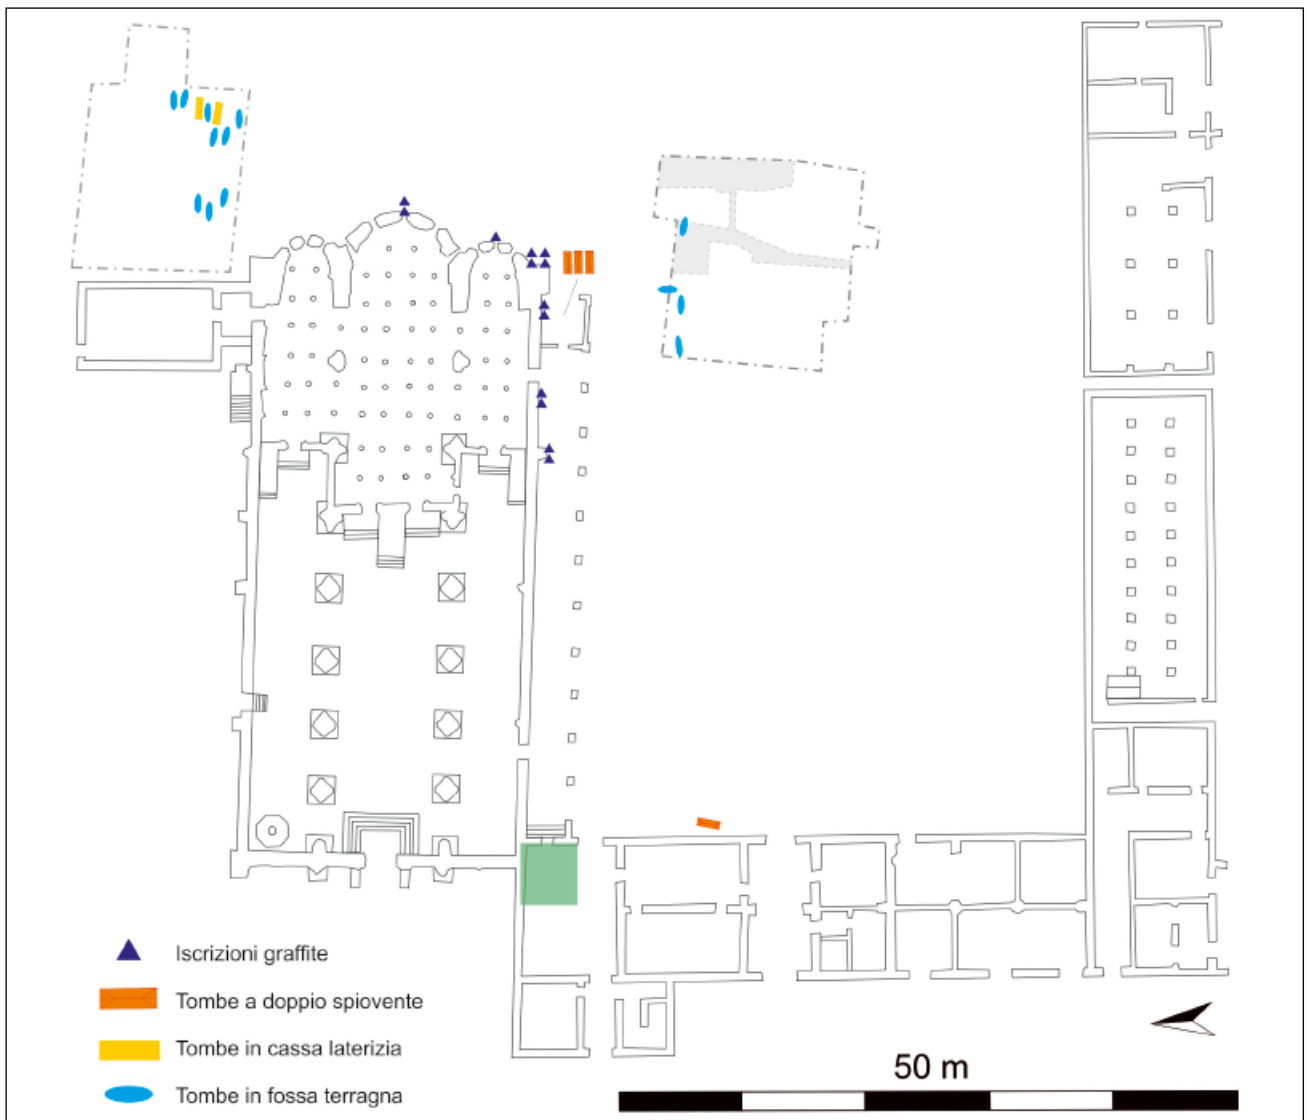 Iscrizioni graffite
Tombe a doppio spiovente
Tombe in cassa laterizia
Tombe in fossa terragna
50 m